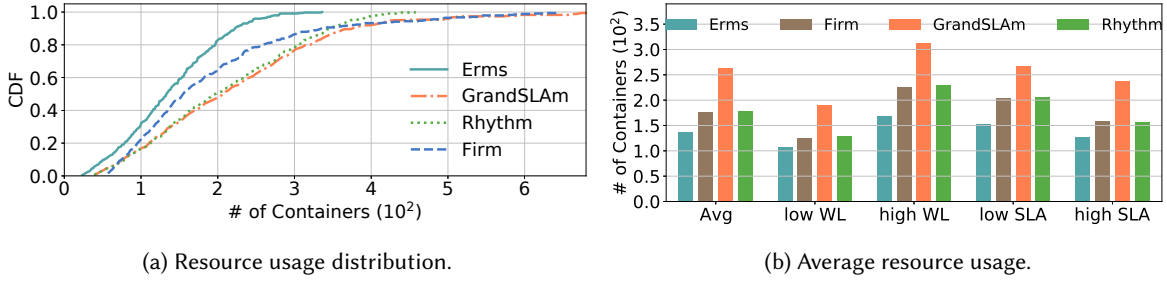 CDF
1.0
0.8
0.6
0.4
0.2
0.0
0 1 2 3 4 5 6
# of Containers (10²)
Erms
GrandSLAm
Rhythm
Firm
(a) Resource usage distribution.
# of Containers (10²)
3.5
3.0
2.5
2.0
1.5
1.0
0.5
0.0
Erms Firm GrandSLAm Rhythm
Avg low WL high WL low SLA high SLA
(b) Average resource usage.